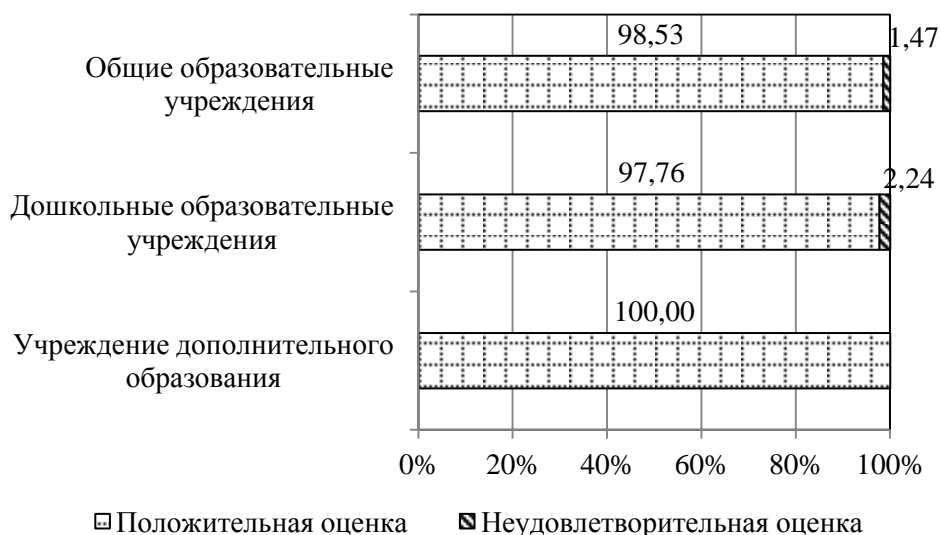 98,53 1,47
Общие образовательные
учреждения
97,76 2,24
Дошкольные образовательные
учреждения
100,00
Учреждение дополнительного
образования
0% 20% 40% 60% 80% 100%
Положительная оценка Неудовлетворительная оценка